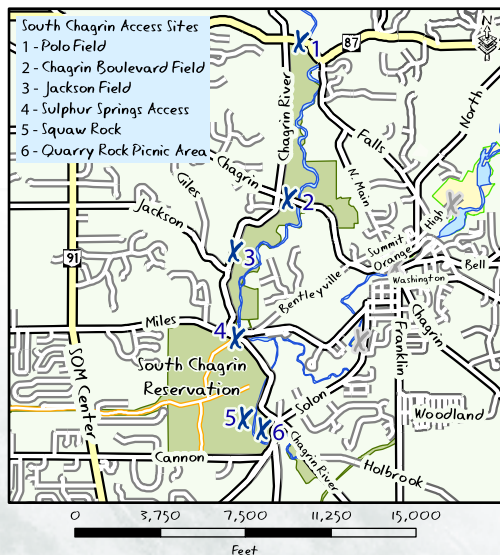 South Chagrin Access Sites
1 - Polo Field
2 - Chagrin Boulevard Field
3 - Jackson Field
4 - Sulphur Springs Access
5 - Squaw Rock
6 - Quarry Rock Picnic Area
1
87
N
North
Chagrin River
Falls
Chagrin
Giles
N. Main
2
Jackson
High
Summit
Orange
3
91
Bentleyville
Bell
Washington
Miles
4
Chagrin
Franklin
South Chagrin
Reservation
SOM Center
Solon
5
6
Woodland
Cannon
Chagrin River
Holbrook
0 3,750 7,500 11,250 15,000
Feet